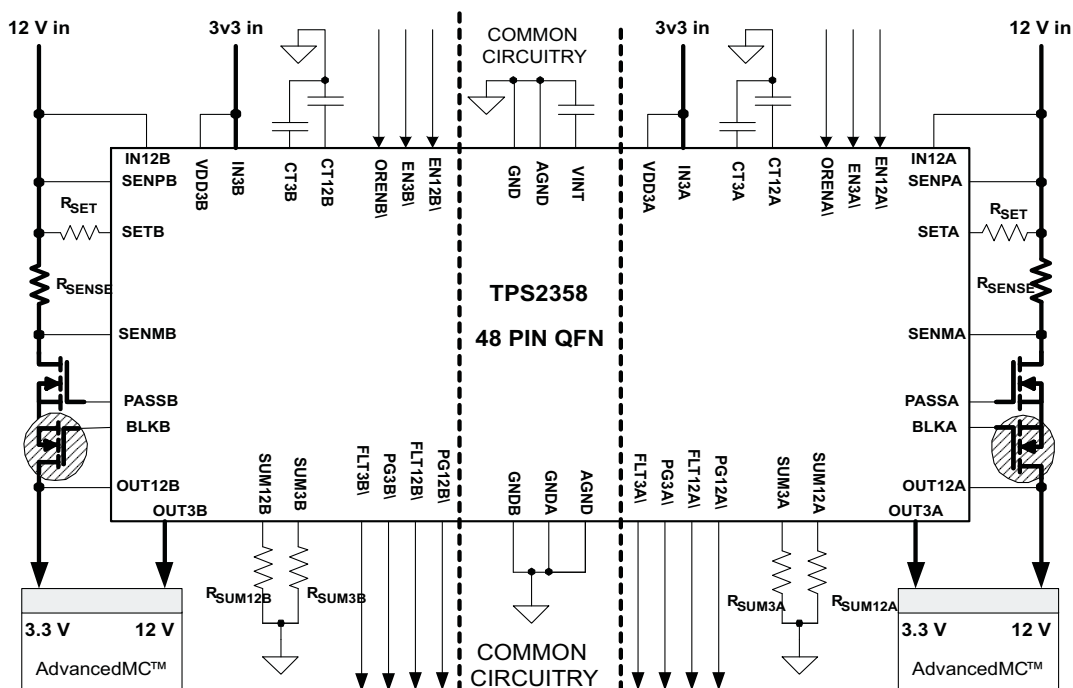 12 V in
3v3 in
COMMON
CIRCUITRY
3v3 in
12 V in
IN12B
VDD3B
IN3B
CT3B
CT12B
ORENB\
EN3B\
EN12B\
GND
AGND
VINT
VDD3A
IN3A
CT3A
CT12A
ORENA\
EN3A\
EN12A\
IN12A
SENPB
SENPA
RSET
SETB
RSET
SETA
RSENSE
TPS2358
RSENSE
SENMB
48 PIN QFN
SENMA
PASSB
PASSA
BLKB
BLKA
OUT12B
OUT3B
SUM12B
SUM3B
FLT3B\
PG3B\
FLT12B\
PG12B\
GNDB
GNDA
AGND
FLT3A\
PG3A\
FLT12A\
PG12A\
SUM3A
SUM12A
OUT12A
OUT3A
RSUM12B
RSUM3B
RSUM3A
RSUM12A
3.3 V
12 V
AdvancedMC™
COMMON
CIRCUITRY
3.3 V
12 V
AdvancedMC™